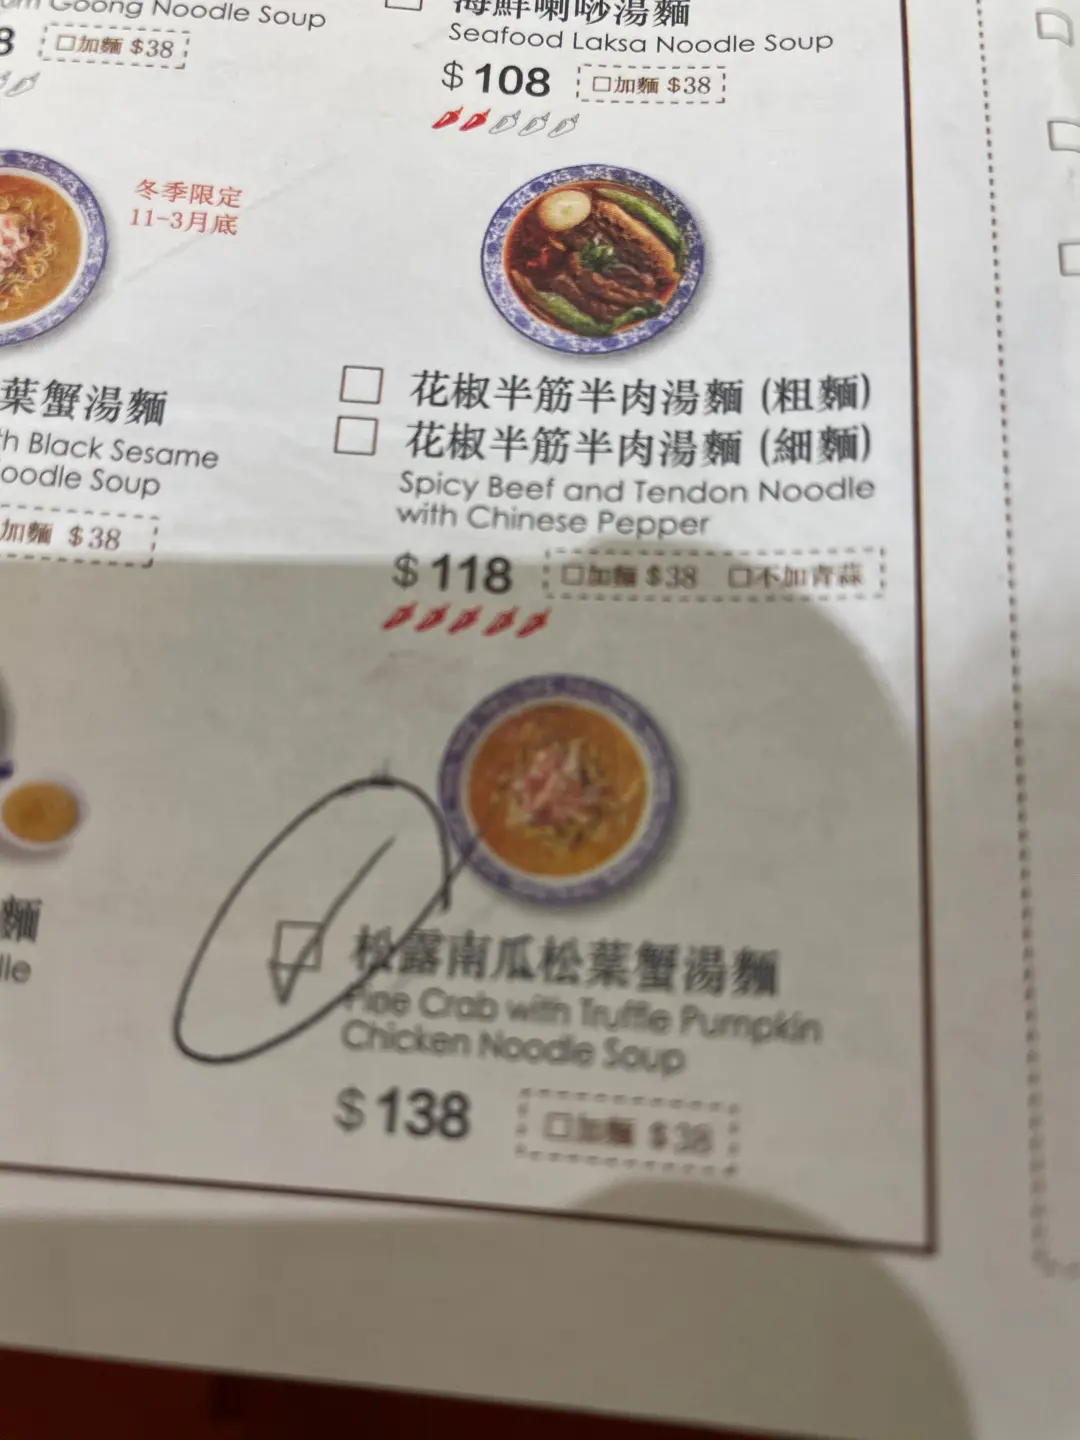 Goong Noodle Soup
8 □加麵 $38
海鮮喇吵湯麵
Seafood Laksa Noodle Soup
$108 □加麵 $38
冬季限定
11-3月底
葉蟹湯麵
th Black Sesame
oodle Soup
加麵 $38
花椒半筋半肉湯麵 (粗麵)
花椒半筋半肉湯麵 (細麵)
Spicy Beef and Tendon Noodle
with Chinese Pepper
$118 □加麵 $38 □不加青蒜
麵
lle
松露南瓜松葉蟹湯麵
Pine Crab with Truffle Pumpkin
Chicken Noodle Soup
$138 □加麵 $38